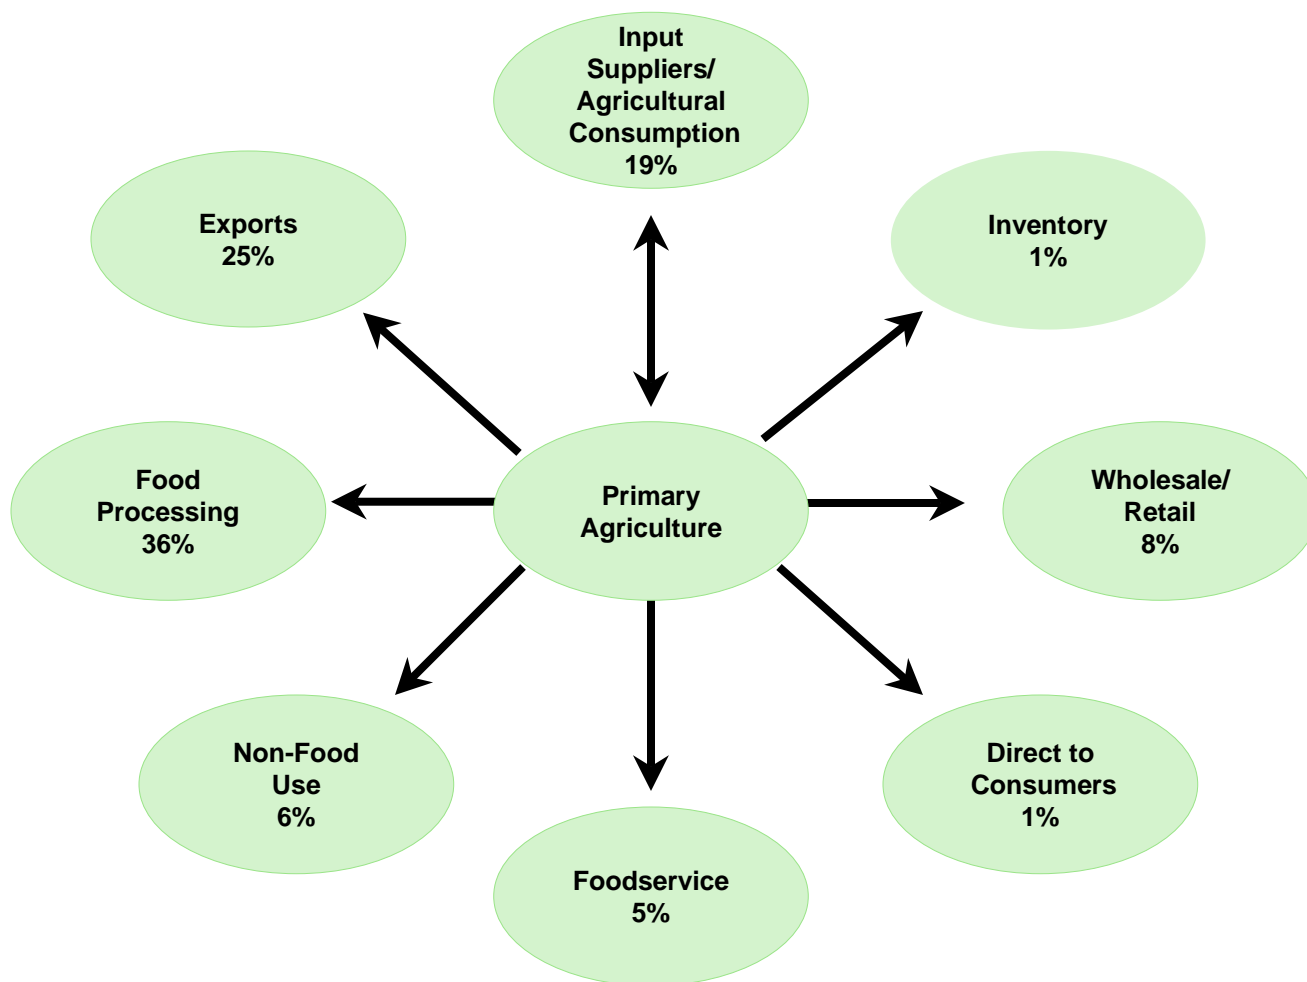 Input
Suppliers/
Agricultural
Consumption
19%
Exports
25%
Inventory
1%
Food
Processing
36%
Primary
Agriculture
Wholesale/
Retail
8%
Non-Food
Use
6%
Direct to
Consumers
1%
Foodservice
5%